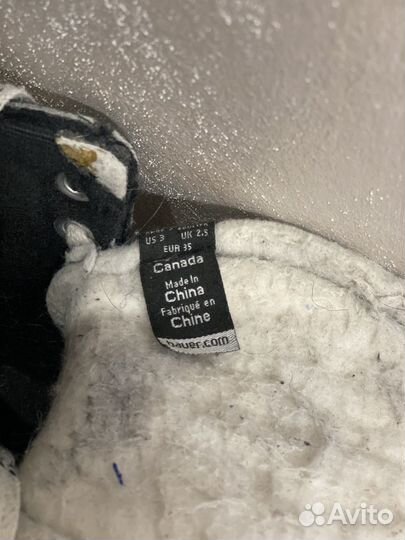 US 3 UK 2.5
EUR 35
Canada
Made In
China
Fabriqué en
Chine
bauer.com
Avito